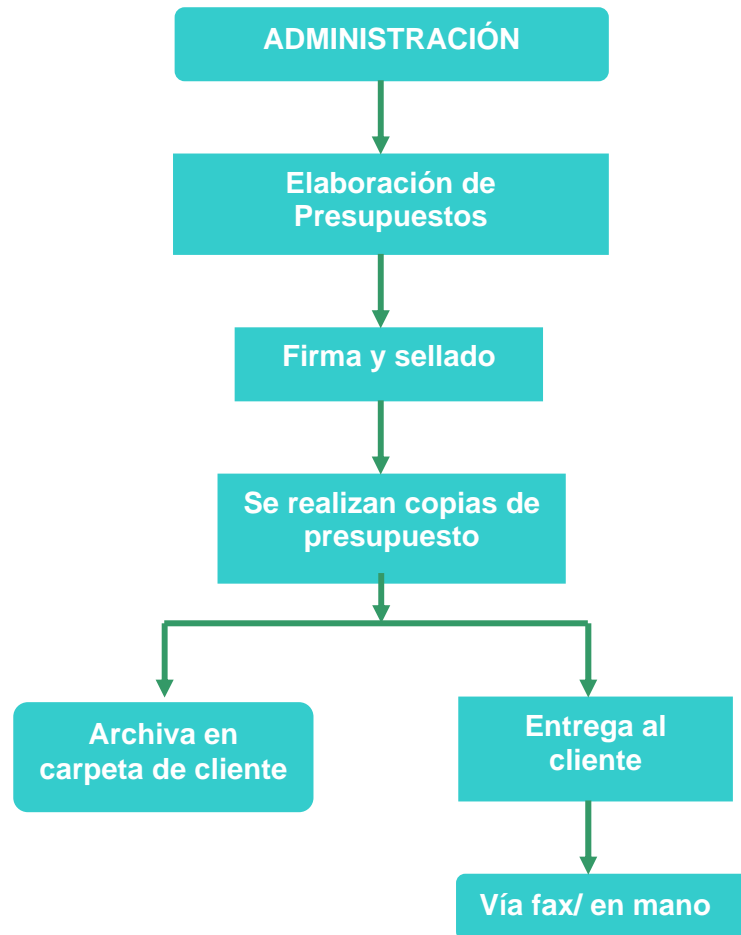 ADMINISTRACIÓN
Elaboración de
Presupuestos
Firma y sellado
Se realizan copias de
presupuesto
Archiva en
carpeta de cliente
Entrega al
cliente
Vía fax/ en mano